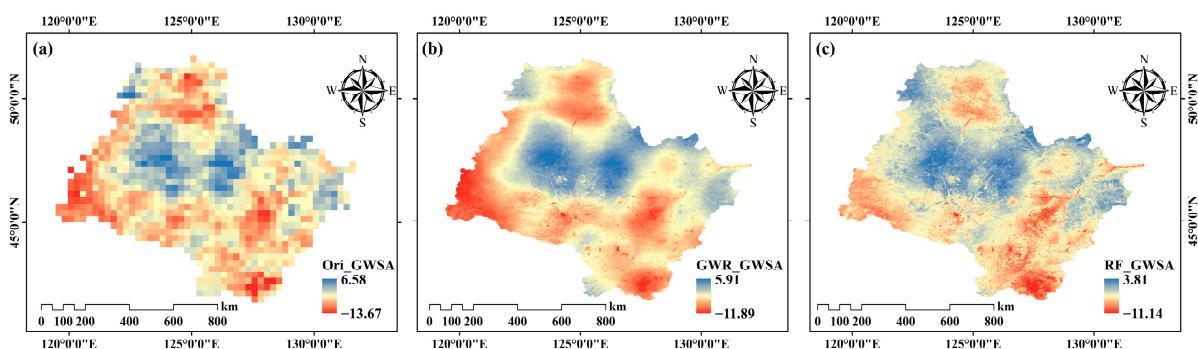 120°0'0"E 125°0'0"E 130°0'0"E 120°0'0"E 125°0'0"E 130°0'0"E 120°0'0"E 125°0'0"E 130°0'0"E
(a) (b) (c)
N N N
W E W E W E
S S S
50°0'0"N 50°0'0"N
45°0'0"N 45°0'0"N
Ori_GWSA GWR_GWSA RF_GWSA
6.58 5.91 3.81
−13.67 −11.89 −11.14
km km km
0 100 200 400 600 800 0 100 200 400 600 800 0 100 200 400 600 800
120°0'0"E 125°0'0"E 130°0'0"E 120°0'0"E 125°0'0"E 130°0'0"E 120°0'0"E 125°0'0"E 130°0'0"E